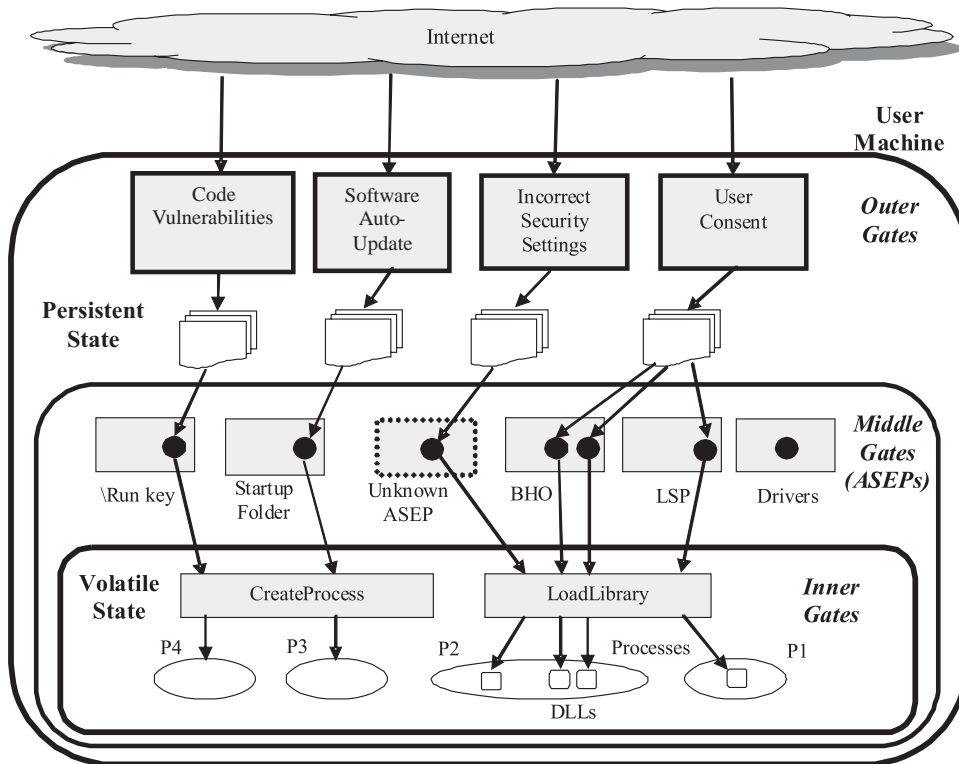 Internet
User
Machine
Code
Vulnerabilities
Software
Auto-
Update
Incorrect
Security
Settings
User
Consent
Outer
Gates
Persistent
State
Middle
Gates
(ASEPs)
\Run key
Startup
Folder
Unknown
ASEP
BHO
LSP
Drivers
Volatile
State
CreateProcess
LoadLibrary
Inner
Gates
P4
P3
P2
Processes
P1
DLLs